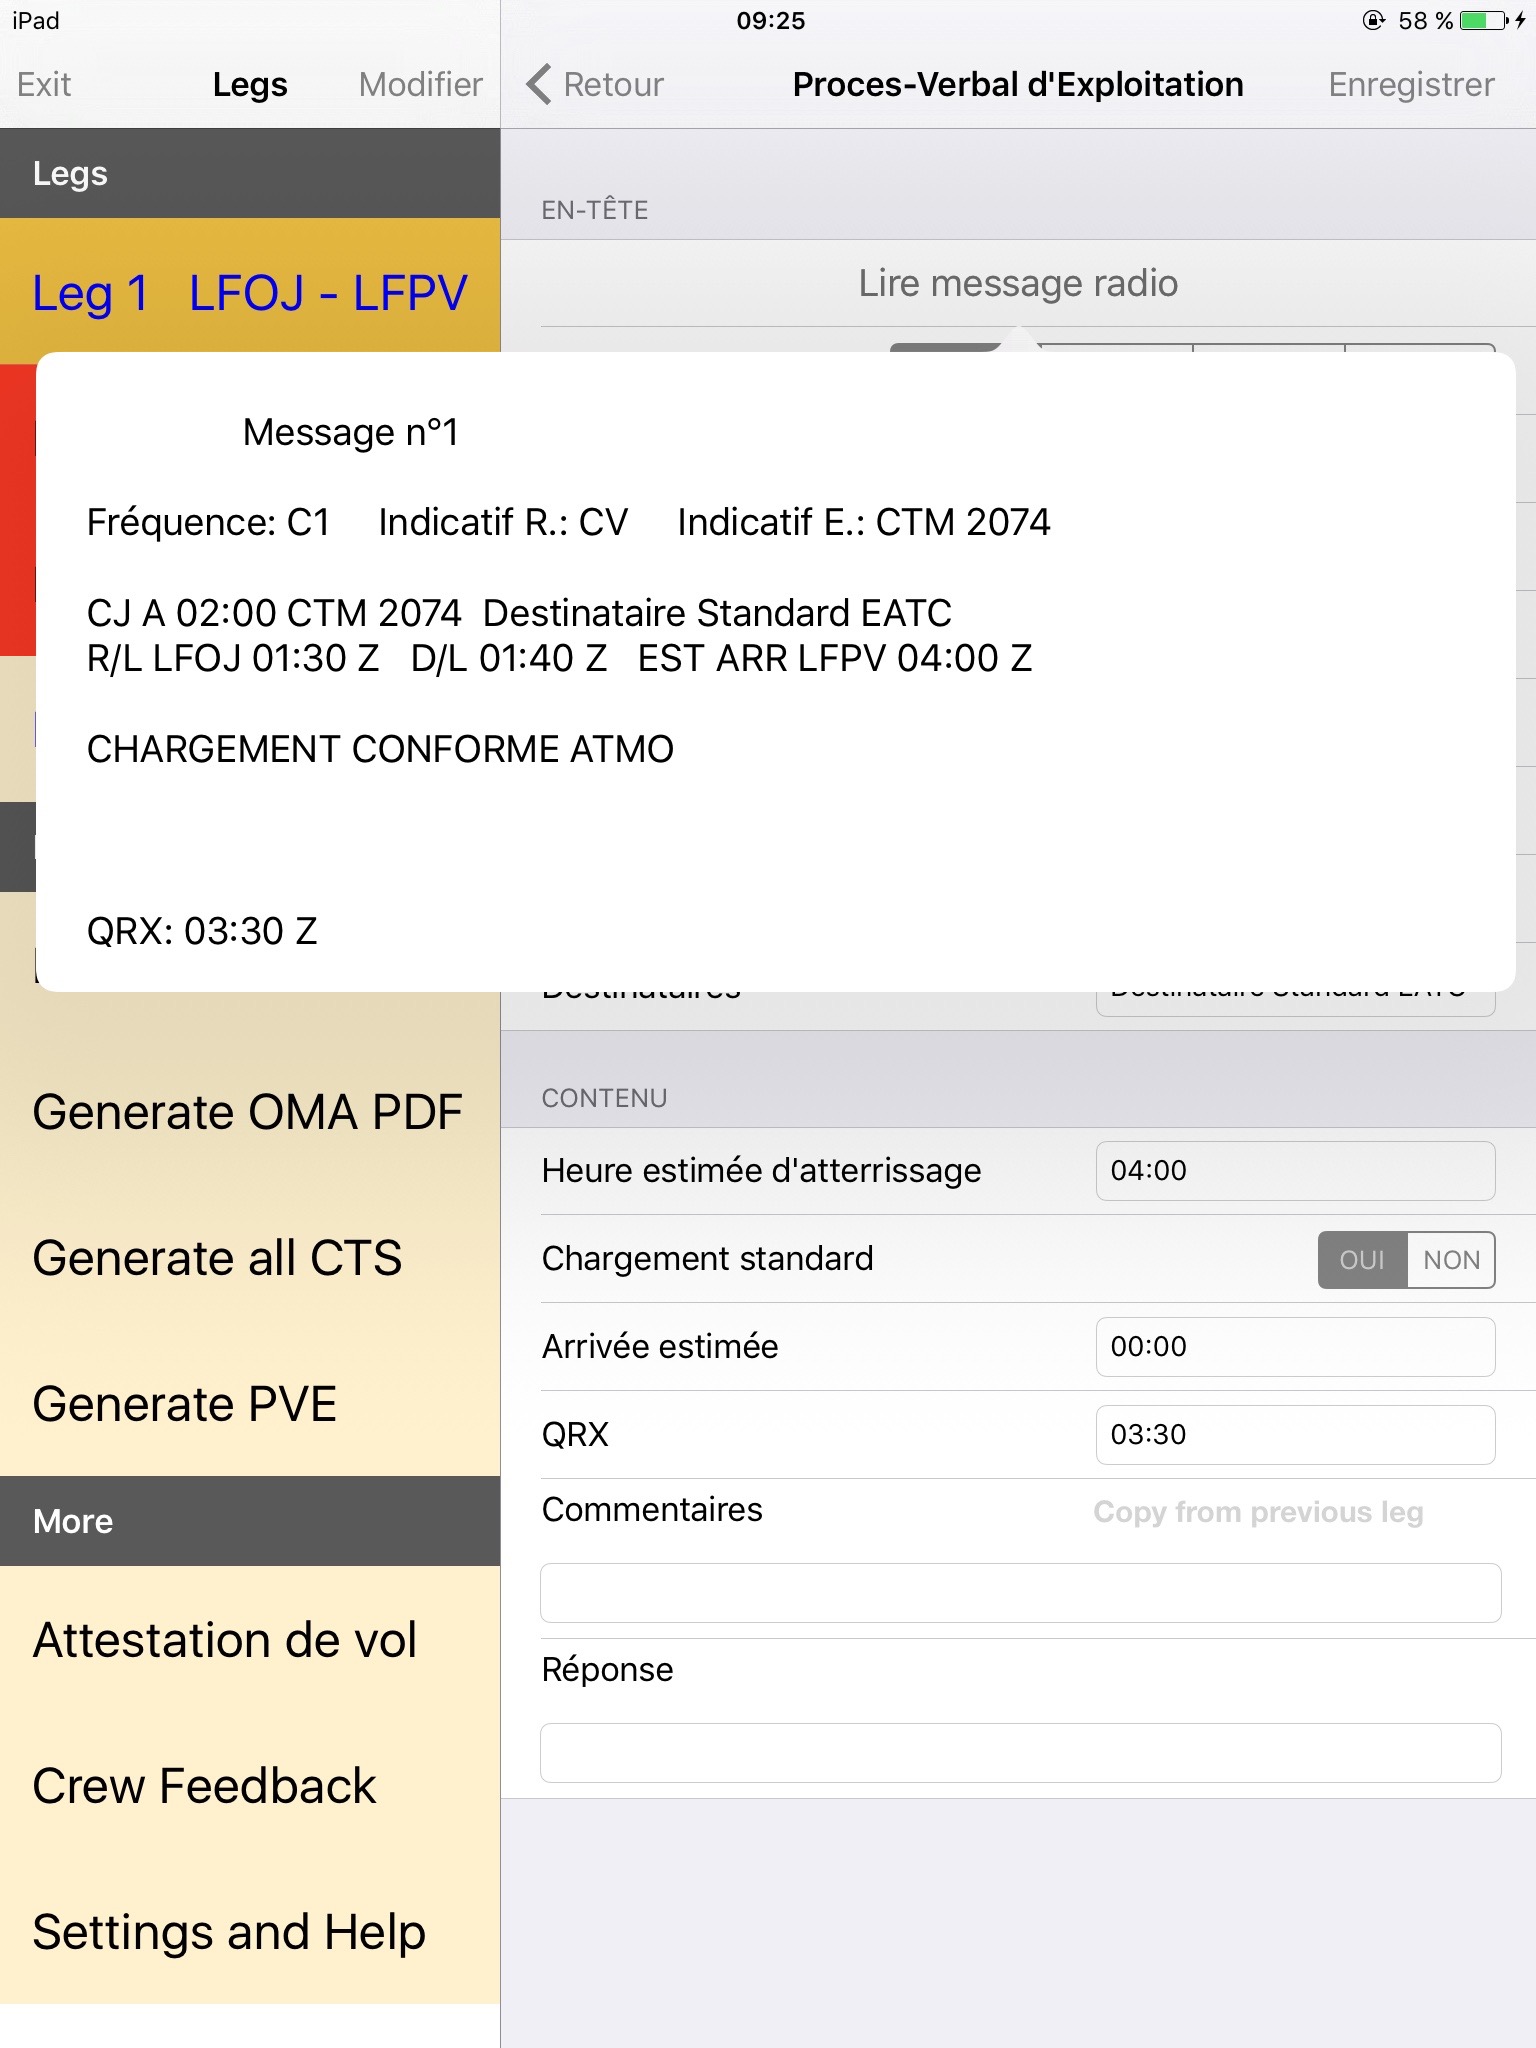 iPad
09:25
58 %
Exit
Legs
Modifier
Retour
Proces-Verbal d'Exploitation
Enregistrer
Legs
Leg 1 LFOJ - LFPV
EN-TÊTE
Lire message radio
Message n°1
Fréquence: C1 Indicatif R.: CV Indicatif E.: CTM 2074
CJ A 02:00 CTM 2074 Destinataire Standard EATC
R/L LFOJ 01:30 Z D/L 01:40 Z EST ARR LFPV 04:00 Z
CHARGEMENT CONFORME ATMO
QRX: 03:30 Z
Destinataires
Destinataire Standard EATC
Generate OMA PDF
Generate all CTS
Generate PVE
More
Attestation de vol
Crew Feedback
Settings and Help
CONTENU
Heure estimée d'atterrissage 04:00
Chargement standard OUI NON
Arrivée estimée 00:00
QRX 03:30
Commentaires Copy from previous leg
Réponse